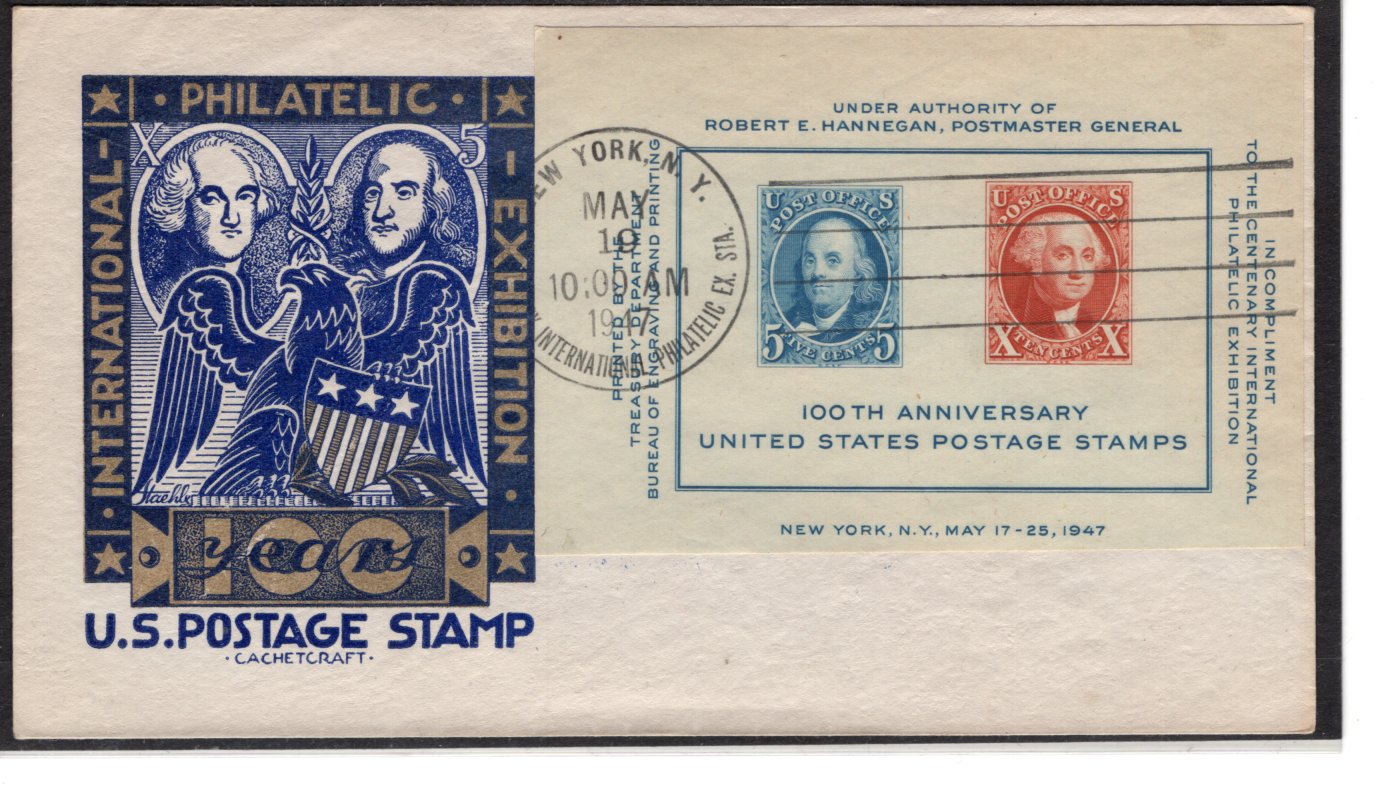 · PHILATELIC ·
· INTERNATIONAL -
- EXHIBITION ·
X 5
Staehle
100
years
U.S. POSTAGE STAMP
· CACHETCRAFT ·
NEW YORK, N. Y.
MAY
19
10:00 AM
1947
INTERNATIONAL PHILATELIC EX. STA.
UNDER AUTHORITY OF
ROBERT E. HANNEGAN, POSTMASTER GENERAL
PRINTED BY THE
TREASURY DEPARTMENT
BUREAU OF ENGRAVING AND PRINTING
U S
POST OFFICE
5 FIVE CENTS 5
U S
POST OFFICE
X TEN CENTS X
100TH ANNIVERSARY
UNITED STATES POSTAGE STAMPS
IN COMPLIMENT
TO THE CENTENARY INTERNATIONAL
PHILATELIC EXHIBITION
NEW YORK, N.Y., MAY 17-25, 1947